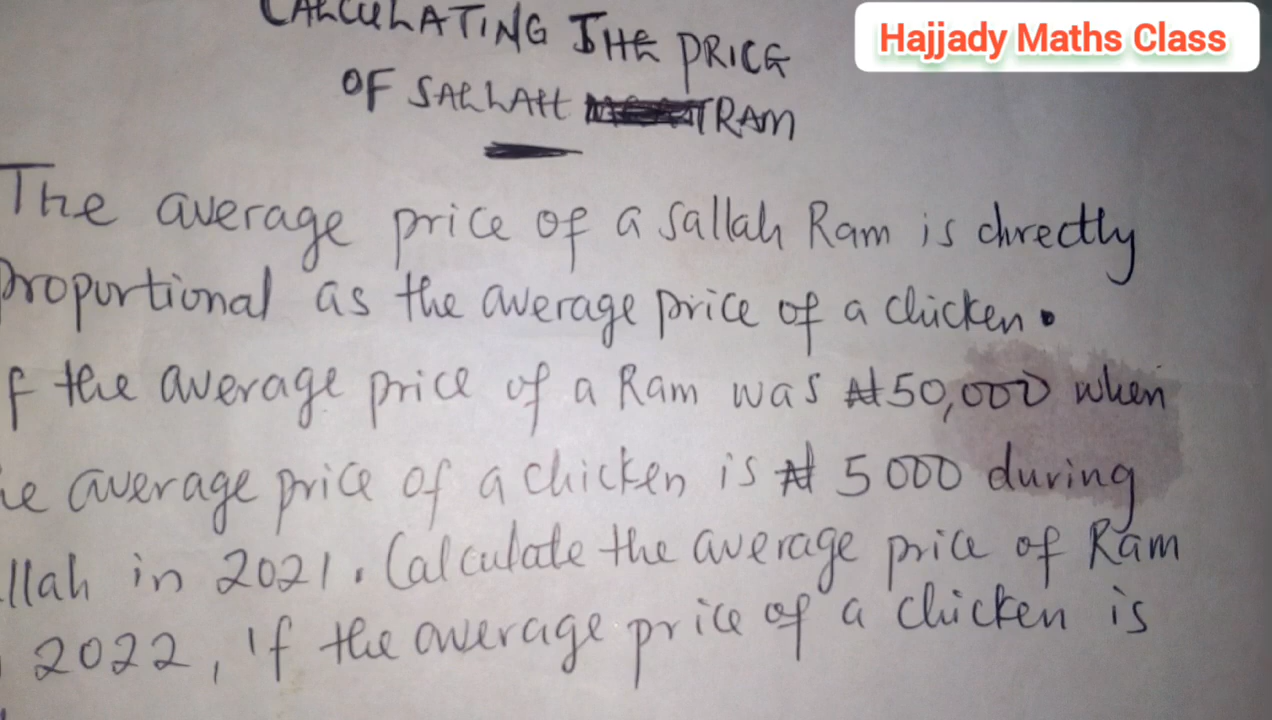 Hajjady Maths Class
CALCULATING THE PRICE
OF SALLAH RAM
The average price of a Sallah Ram is directly
proportional as the average price of a chicken.
f the average price of a Ram was ₦50,000 when
he average price of a chicken is ₦ 5000 during
llah in 2021. Calculate the average price of Ram
2022, if the average price of a chicken is